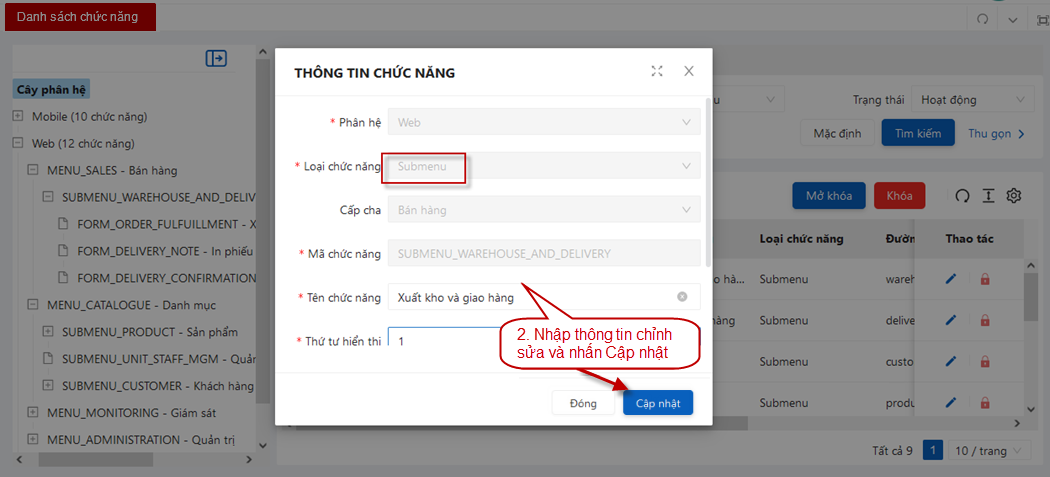 Danh sách chức năng
Cây phân hệ
Mobile (10 chức năng)
Web (12 chức năng)
MENU_SALES - Bán hàng
SUBMENU_WAREHOUSE_AND_DELIV
FORM_ORDER_FULFUILLMENT - X
FORM_DELIVERY_NOTE - In phiếu
FORM_DELIVERY_CONFIRMATION
MENU_CATALOGUE - Danh mục
SUBMENU_PRODUCT - Sản phẩm
SUBMENU_UNIT_STAFF_MGM - Quản
SUBMENU_CUSTOMER - Khách hàng
MENU_MONITORING - Giám sát
MENU_ADMINISTRATION - Quản trị
THÔNG TIN CHỨC NĂNG
* Phân hệ Web
* Loại chức năng Submenu
Cấp cha Bán hàng
* Mã chức năng SUBMENU_WAREHOUSE_AND_DELIVERY
* Tên chức năng Xuất kho và giao hàng
* Thứ tự hiển thị 1
2. Nhập thông tin chỉnh
sửa và nhấn Cập nhật
Đóng Cập nhật
u Trạng thái Hoạt động
Mặc định Tìm kiếm Thu gọn
Mở khóa Khóa
Loại chức năng Đườn Thao tác
o hà... Submenu wareh
hàng Submenu delive
Submenu custo
Submenu produ
Tất cả 9 1 10 / trang